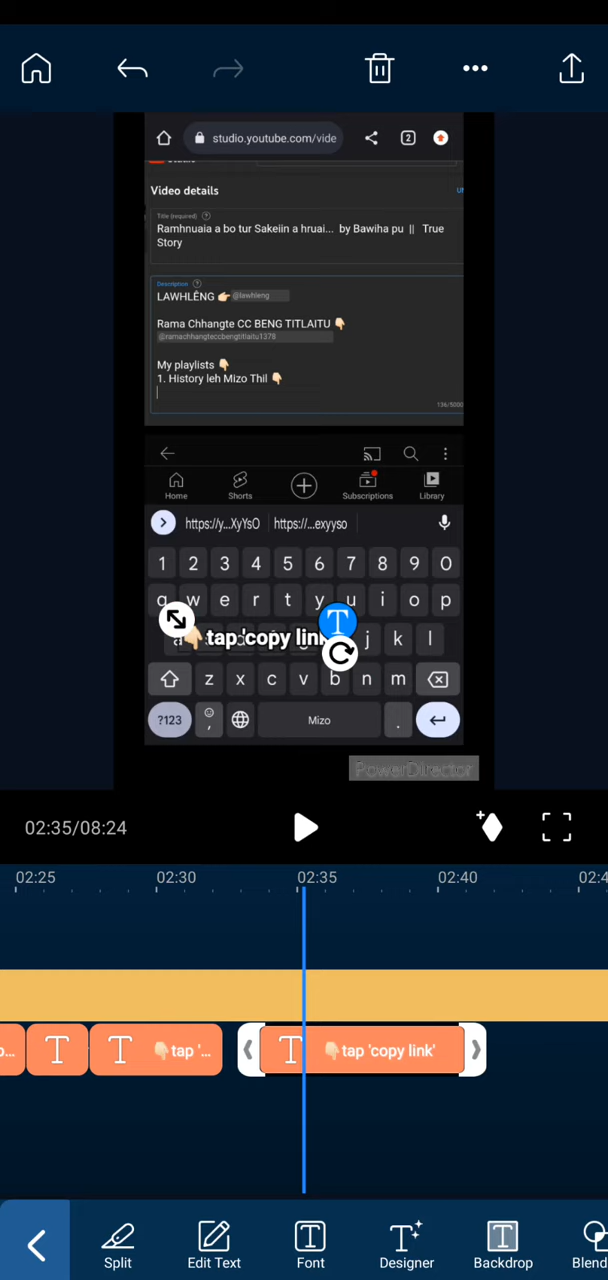 studio.youtube.com/vide
2
Video details
UN
Title (required)
Ramhnuaia a bo tur Sakeiin a hruai... by Bawiha pu || True
Story
Description
LAWHLÊNG 👉🏻 @lawhleng
Rama Chhangte CC BENG TITLAITU 👇🏻
@ramachhangteccbengtitlaitu1378
My playlists 👇🏻
1. History leh Mizo Thil 👇🏻
136/5000
Home
Shorts
Subscriptions
Library
https://y...XyYsO
https://...exyyso
1 2 3 4 5 6 7 8 9 0
q w e r t y u i o p
👇🏻tap 'copy link
j k l
z x c v b n m
?123
,
Mizo
.
PowerDirector
02:35/08:24
02:25
02:30
02:35
02:40
02:4
T
T 👇🏻tap '...
T 👇🏻tap 'copy link'
Split
Edit Text
Font
Designer
Backdrop
Blend